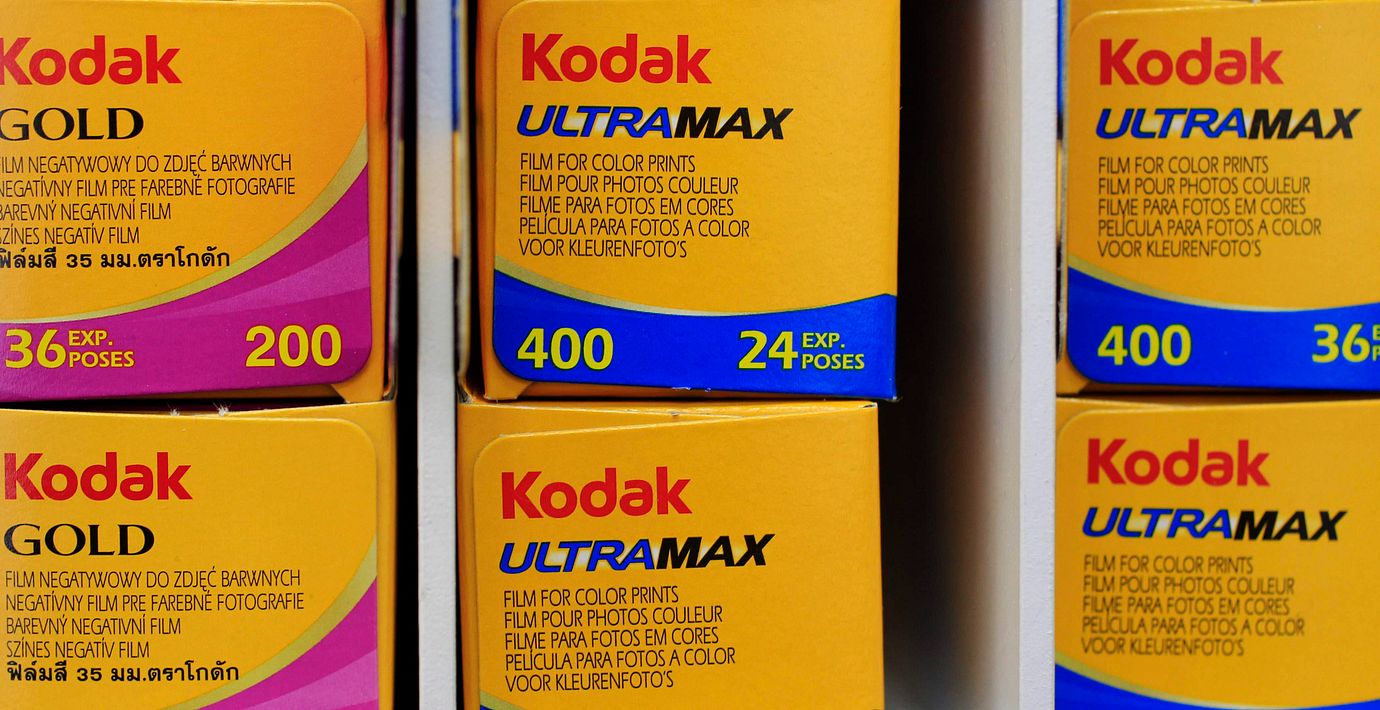 Kodak
GOLD
FILM NEGATYWOWY DO ZDJĘĆ BARWNYCH
NEGATÍVNY FILM PRE FAREBNÉ FOTOGRAFIE
BAREVNÝ NEGATIVNÍ FILM
SZÍNES NEGATÍV FILM
ฟิล์มสี 35 มม.ตราโกดัก
36 EXP.
POSES
200
Kodak
ULTRAMAX
FILM FOR COLOR PRINTS
FILM POUR PHOTOS COULEUR
FILME PARA FOTOS EM CORES
PELÍCULA PARA FOTOS A COLOR
VOOR KLEURENFOTO'S
400
24 EXP.
POSES
Kodak
ULTRAMAX
FILM FOR COLOR PRINTS
FILM POUR PHOTOS COULEUR
FILME PARA FOTOS EM CORES
PELÍCULA PARA FOTOS A COLOR
VOOR KLEURENFOTO'S
400
36
Kodak
GOLD
FILM NEGATYWOWY DO ZDJĘĆ BARWNYCH
NEGATÍVNY FILM PRE FAREBNÉ FOTOGRAFIE
BAREVNÝ NEGATIVNÍ FILM
SZÍNES NEGATÍV FILM
ฟิล์มสี 35 มม.ตราโกดัก
Kodak
ULTRAMAX
FILM FOR COLOR PRINTS
FILM POUR PHOTOS COULEUR
FILME PARA FOTOS EM CORES
PELÍCULA PARA FOTOS A COLOR
VOOR KLEURENFOTO'S
Kodak
ULTRAMAX
FILM FOR COLOR PRINTS
FILM POUR PHOTOS COULEUR
FILME PARA FOTOS EM CORES
PELÍCULA PARA FOTOS A COLOR
VOOR KLEURENFOTO'S